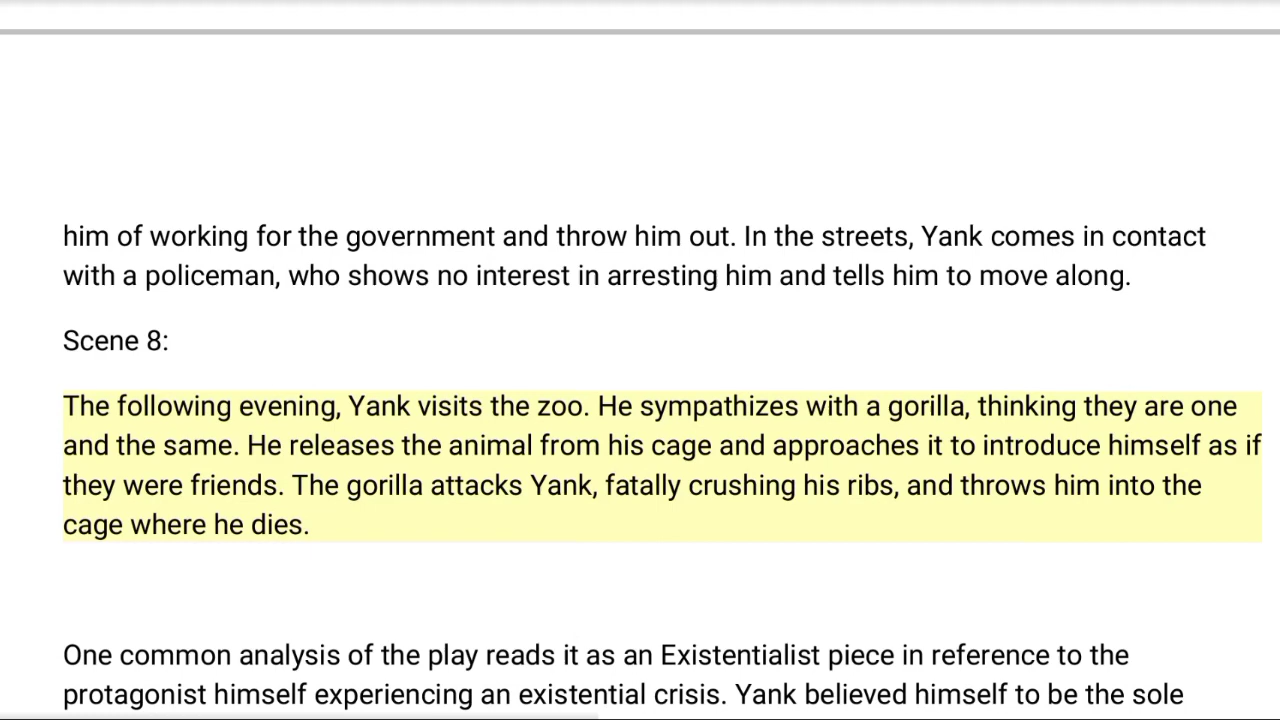 him of working for the government and throw him out. In the streets, Yank comes in contact
with a policeman, who shows no interest in arresting him and tells him to move along.
Scene 8:
The following evening, Yank visits the zoo. He sympathizes with a gorilla, thinking they are one
and the same. He releases the animal from his cage and approaches it to introduce himself as if
they were friends. The gorilla attacks Yank, fatally crushing his ribs, and throws him into the
cage where he dies.
One common analysis of the play reads it as an Existentialist piece in reference to the
protagonist himself experiencing an existential crisis. Yank believed himself to be the sole